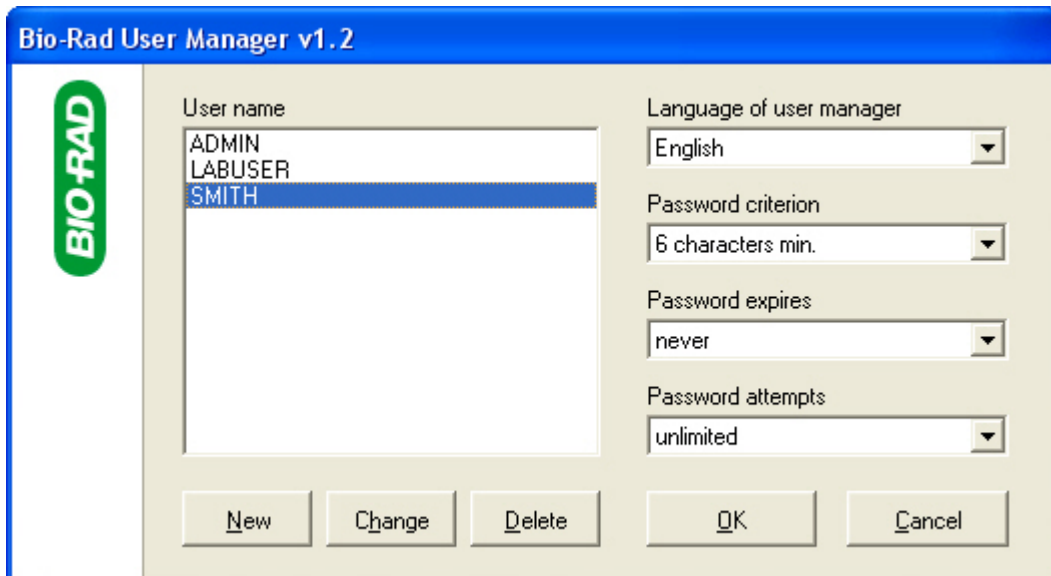 Bio-Rad User Manager v1.2
BIO-RAD
User name
ADMIN
LABUSER
SMITH
Language of user manager
English
Password criterion
6 characters min.
Password expires
never
Password attempts
unlimited
New Change Delete OK Cancel